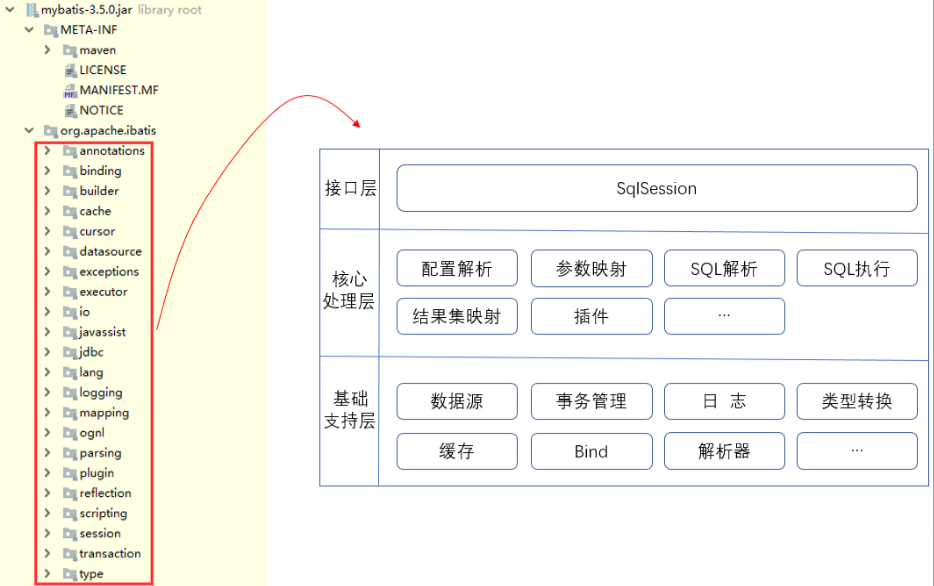 mybatis-3.5.0.jar library root
META-INF
maven
LICENSE
MANIFEST.MF
NOTICE
org.apache.ibatis
annotations
binding
builder
cache
cursor
datasource
exceptions
executor
io
javassist
jdbc
lang
logging
mapping
ognl
parsing
plugin
reflection
scripting
session
transaction
type
接口层
SqlSession
核心
处理层
配置解析 参数映射 SQL解析 SQL执行
结果集映射 插件 ...
基础
支持层
数据源 事务管理 日 志 类型转换
缓存 Bind 解析器 ...